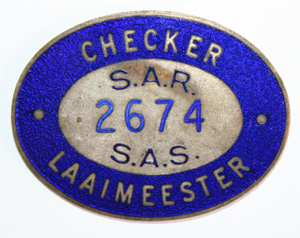 CHECKER
S.A.R.
2674
S.A.S.
LAAIMEESTER